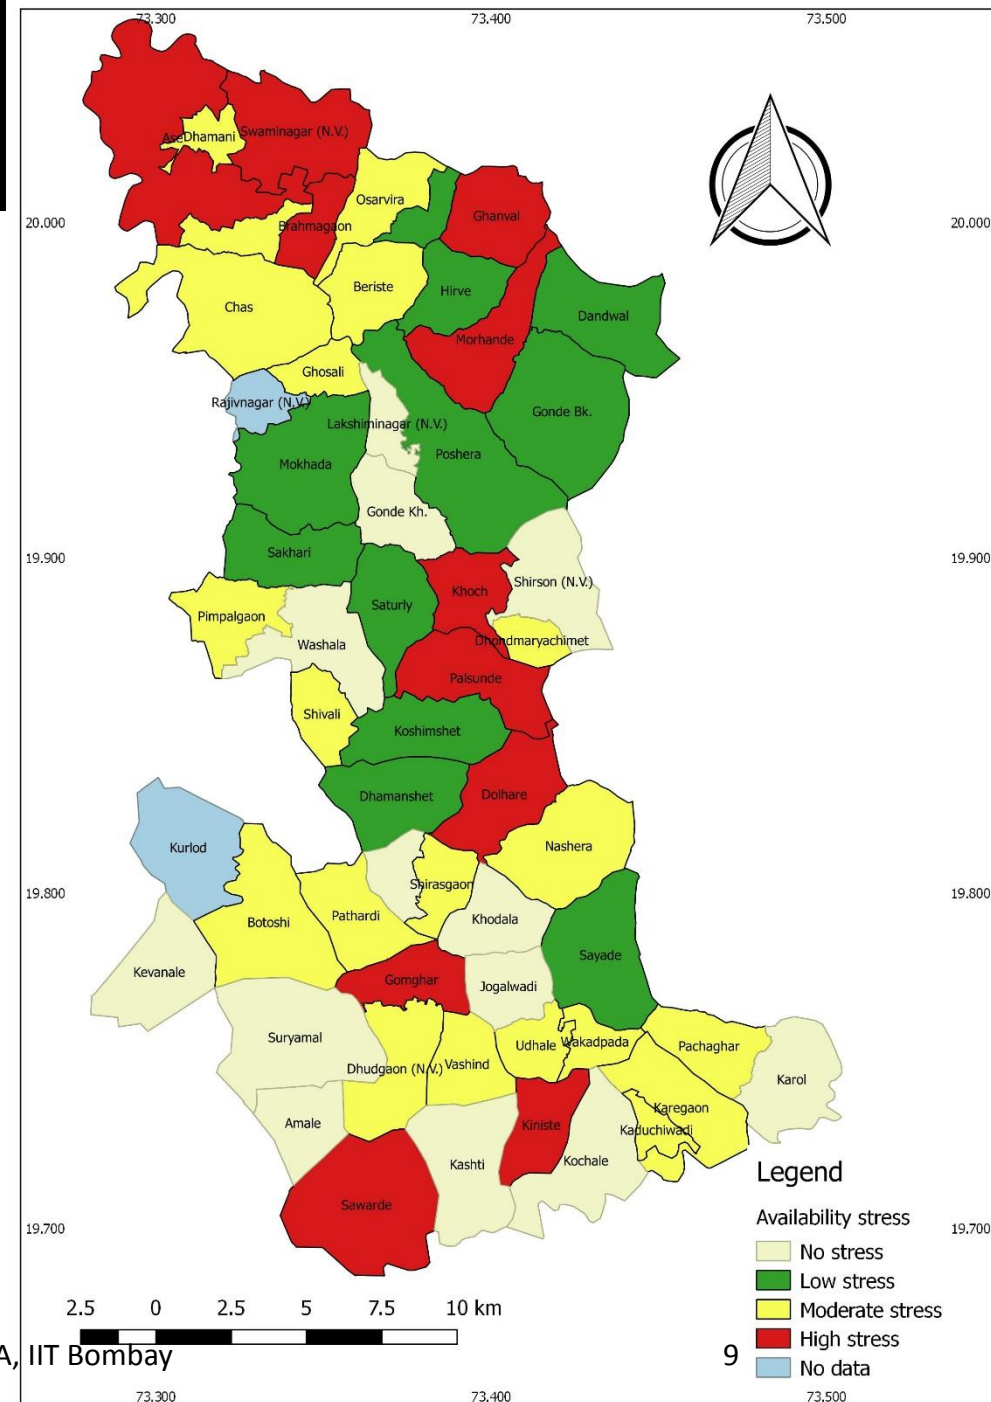 73.300 73.400 73.500
AseDhamani
Swaminagar (N.V.)
Osarvira
Ghanval
20.000 20.000
Brahmagaon
Beriste
Hirve
Chas
Dandwal
Morhande
Ghosali
Rajivnagar (N.V.)
Gonde Bk.
Lakshiminagar (N.V.)
Poshera
Mokhada
Gonde Kh.
Sakhari
19.900 19.900
Shirson (N.V.)
Khoch
Saturly
Pimpalgaon
Dhondmaryachimet
Washala
Palsunde
Shivali
Koshimshet
Dhamanshet
Dolhare
Kurlod
Nashera
Shirasgaon
19.800 19.800
Pathardi
Khodala
Botoshi
Sayade
Kevanale
Gomghar
Jogalwadi
Suryamal
Udhale
Wakadpada
Pachaghar
Vashind
Dhudgaon (N.V.)
Karol
Karegaon
Amale
Kiniste
Kaduchiwadi
Kashti
Kochale
Sawarde
19.700 19.700
Legend
Availability stress
No stress
Low stress
Moderate stress
High stress
No data
2.5 0 2.5 5 7.5 10 km
A, IIT Bombay 9
73.300 73.400 73.500